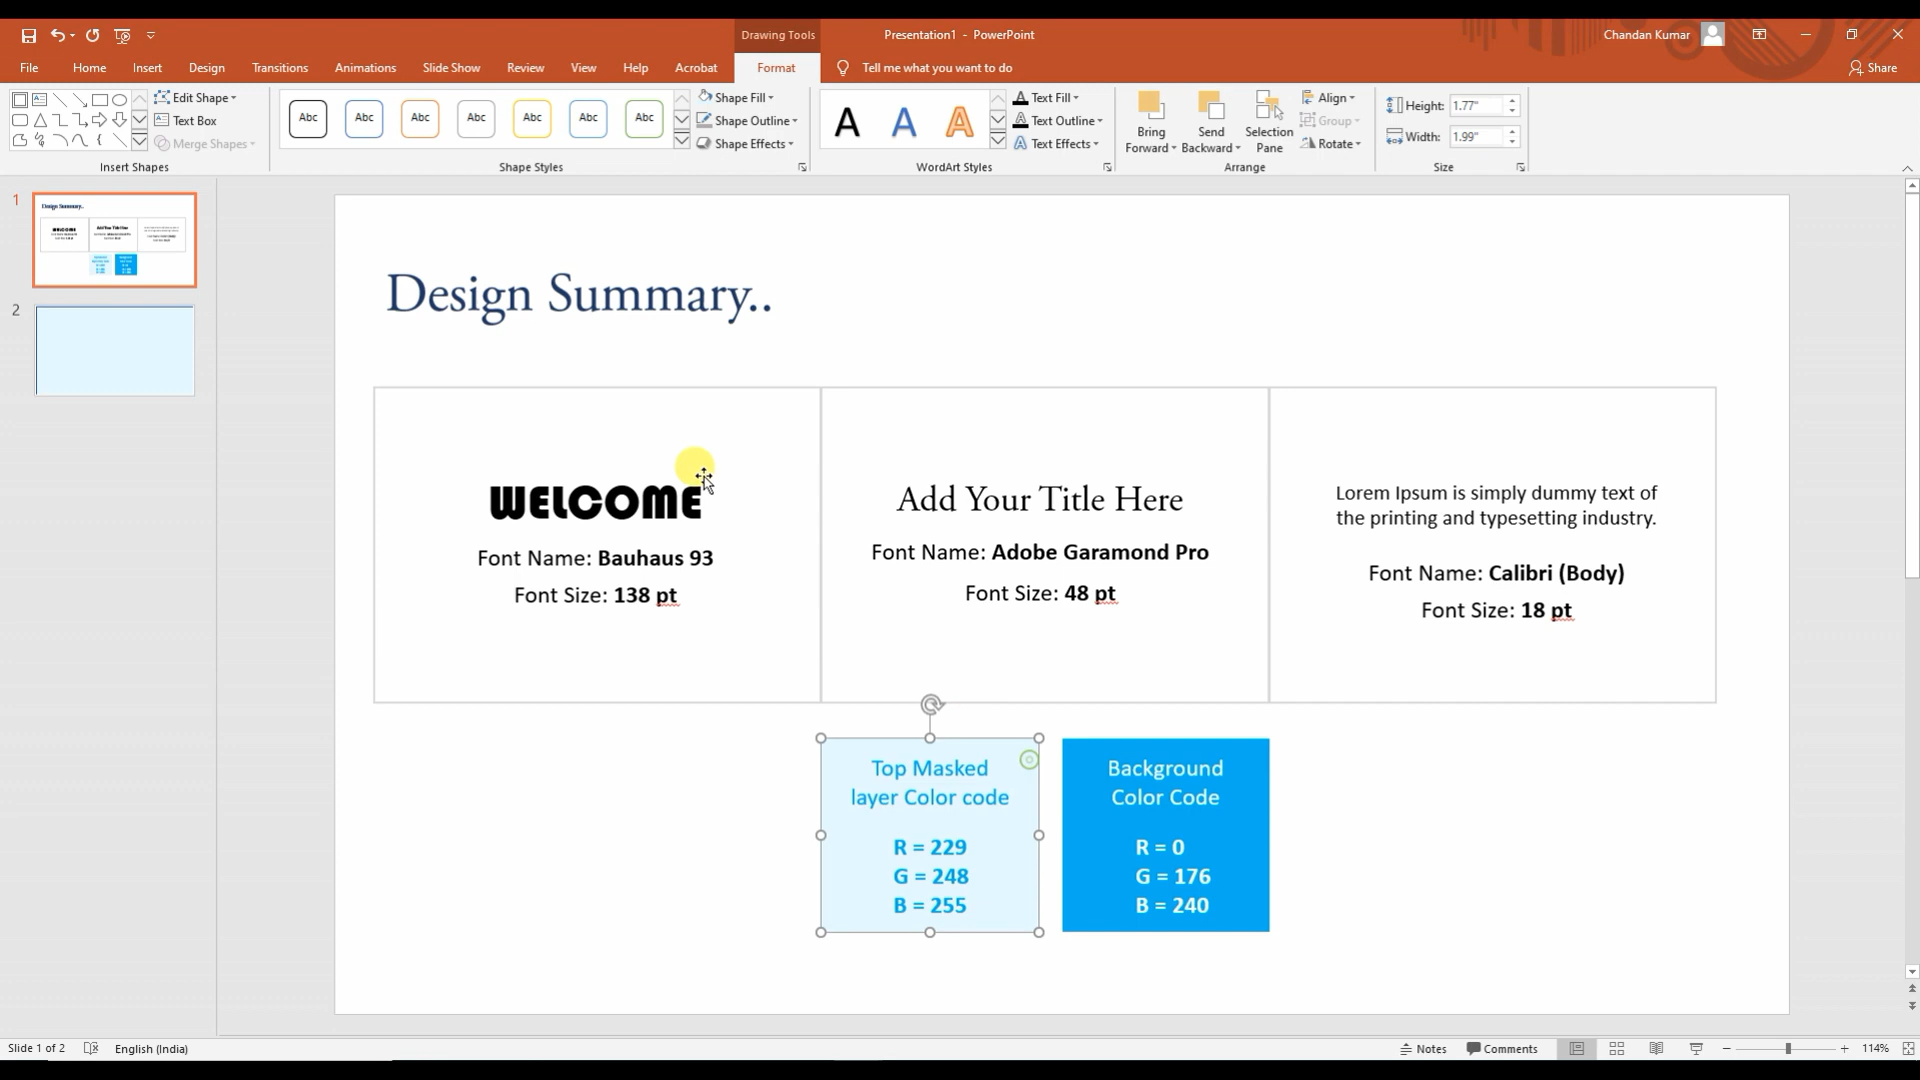 Drawing Tools
Presentation1 - PowerPoint
Chandan Kumar
File
Home
Insert
Design
Transitions
Animations
Slide Show
Review
View
Help
Acrobat
Format
Tell me what you want to do
Share
Edit Shape
Text Box
Merge Shapes
Insert Shapes
Abc
Abc
Abc
Abc
Abc
Abc
Abc
Shape Fill
Shape Outline
Shape Effects
Shape Styles
A A A
Text Fill
Text Outline
Text Effects
WordArt Styles
Bring
Forward
Send
Backward
Selection
Pane
Align
Group
Rotate
Arrange
Height: 1.77"
Width: 1.99"
Size
1
2
Design Summary..
WELCOME
Font Name: Bauhaus 93
Font Size: 138 pt
Add Your Title Here
Font Name: Adobe Garamond Pro
Font Size: 48 pt
Lorem Ipsum is simply dummy text of
the printing and typesetting industry.
Font Name: Calibri (Body)
Font Size: 18 pt
Top Masked
layer Color code
R = 229
G = 248
B = 255
Background
Color Code
R = 0
G = 176
B = 240
Slide 1 of 2
English (India)
Notes
Comments
114%